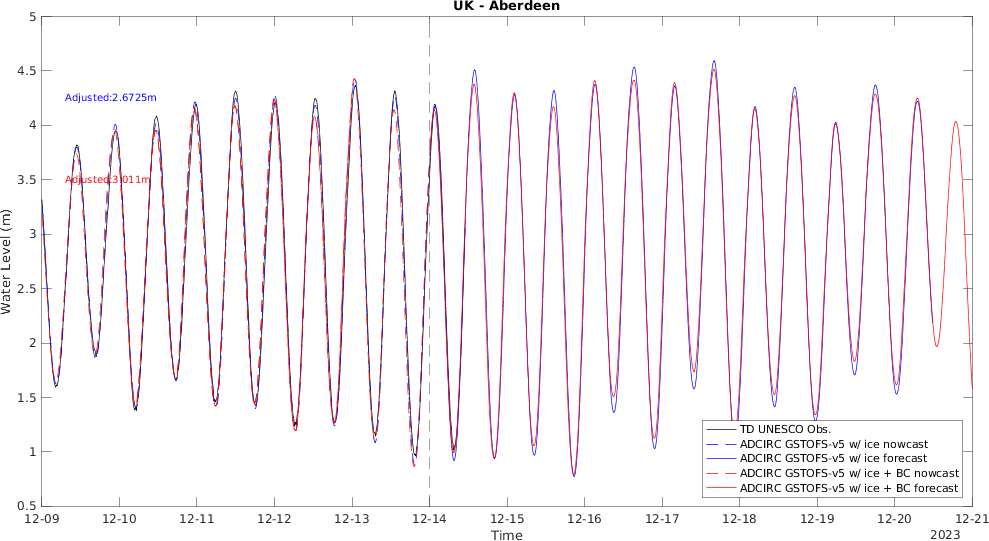 UK - Aberdeen
5
4.5
Adjusted:2.6725m
4
3.5
Adjusted:3.011m
3
Water Level (m)
2.5
2
1.5
1
0.5
TD UNESCO Obs.
ADCIRC GSTOFS-v5 w/ ice nowcast
ADCIRC GSTOFS-v5 w/ ice forecast
ADCIRC GSTOFS-v5 w/ ice + BC nowcast
ADCIRC GSTOFS-v5 w/ ice + BC forecast
12-09 12-10 12-11 12-12 12-13 12-14 12-15 12-16 12-17 12-18 12-19 12-20 12-21
Time
2023